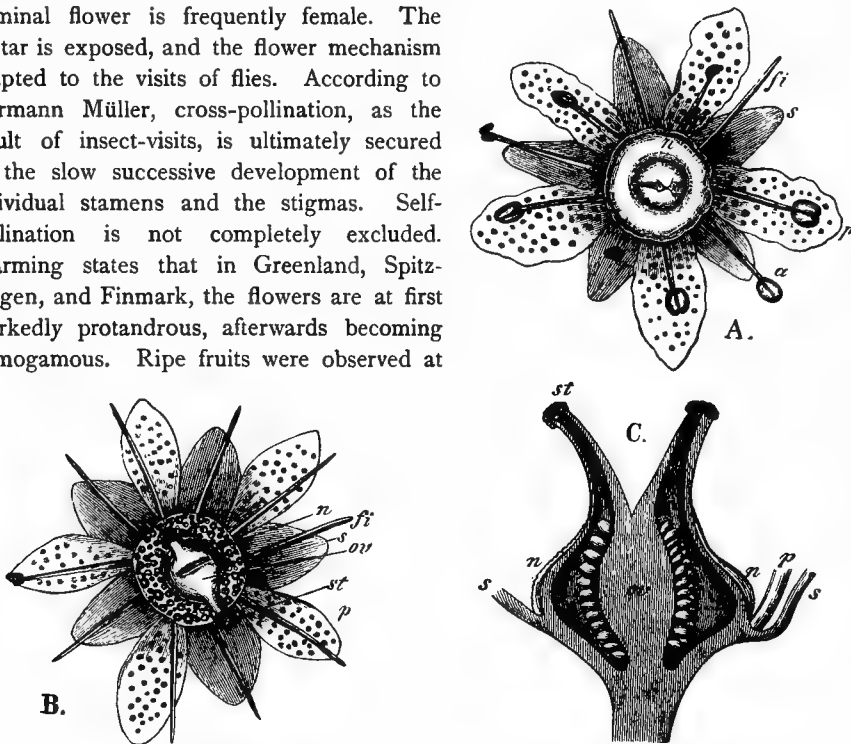 minal flower is frequently female. The
tar is exposed, and the flower mechanism
pted to the visits of flies. According to
rmann Müller, cross-pollination, as the
ult of insect-visits, is ultimately secured
the slow successive development of the
ividual stamens and the stigmas. Self-
llination is not completely excluded.
arming states that in Greenland, Spitz-
gen, and Finmark, the flowers are at first
rkedly protandrous, afterwards becoming
mogamous. Ripe fruits were observed at
fi
s
n
p
a
A.
n
fi
s
ov
st
p
B.
st
C.
n
n
p
s
s
ov